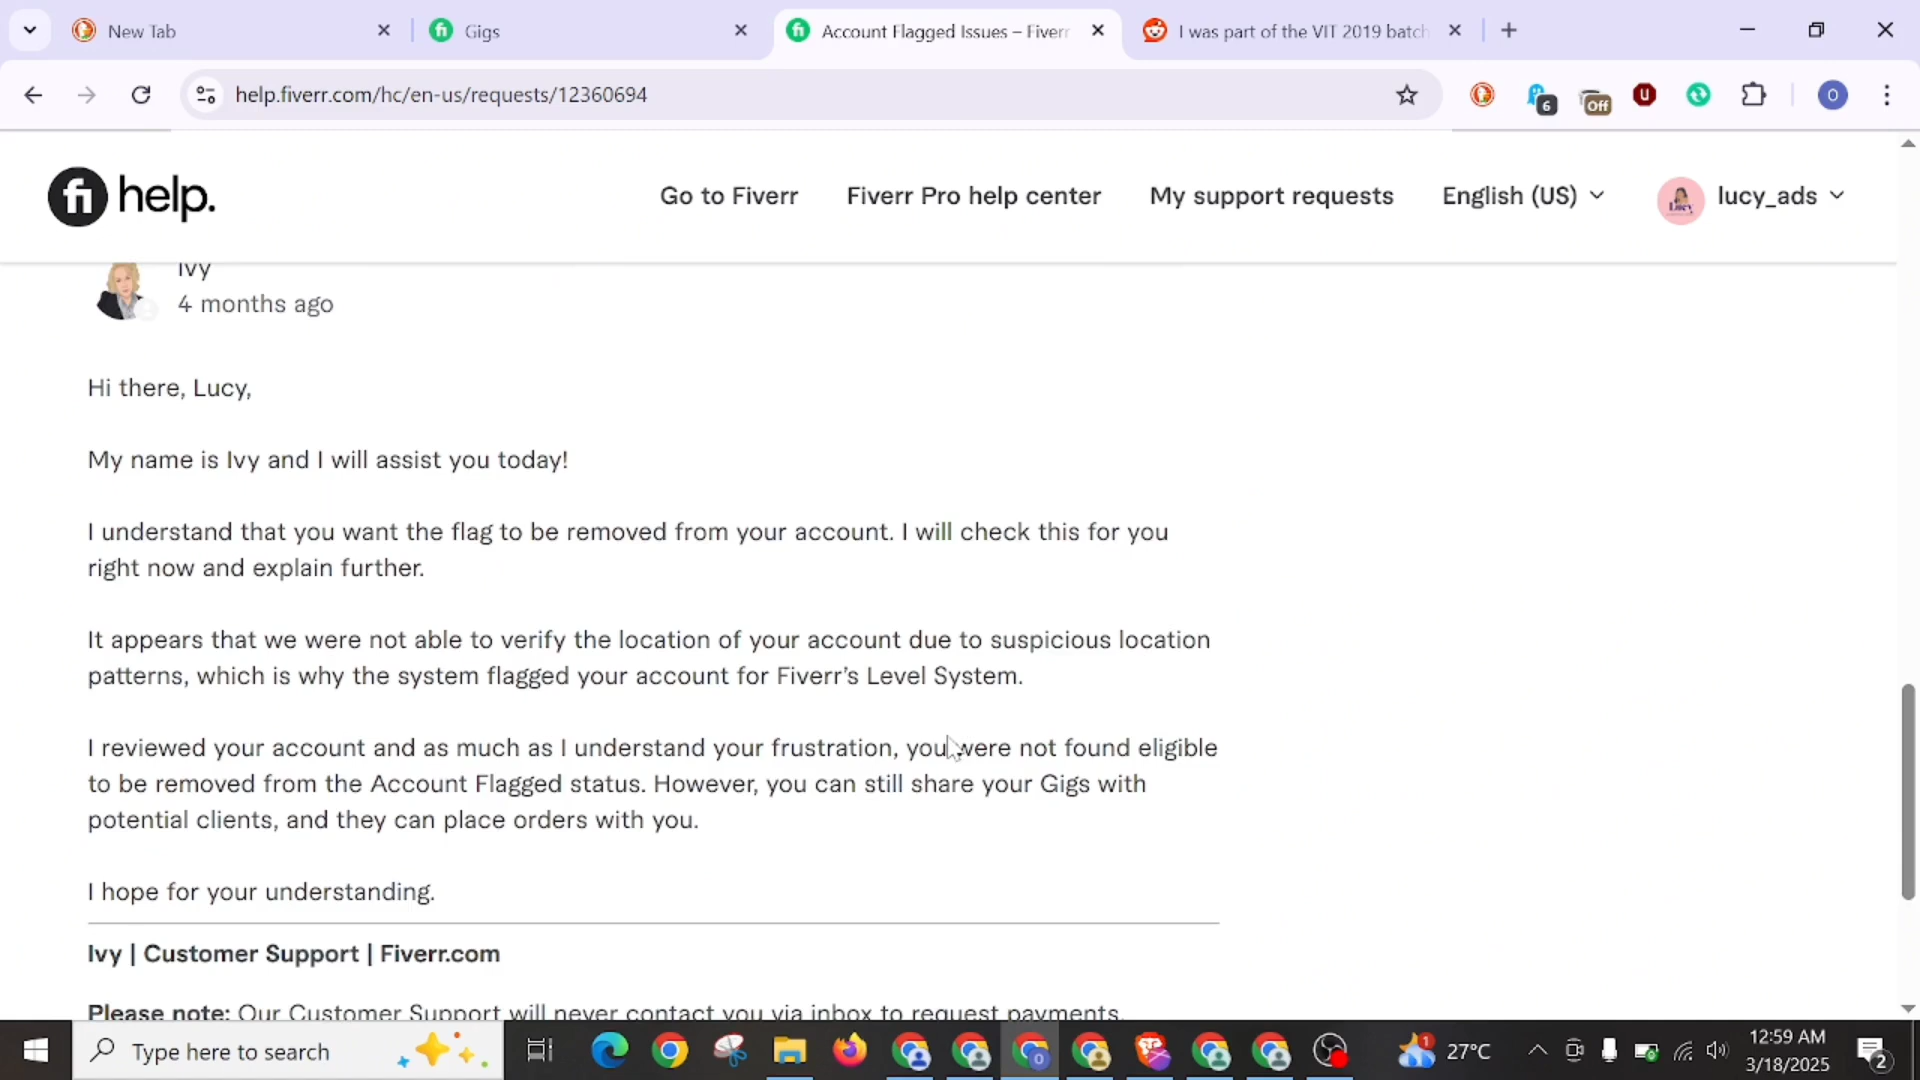 New Tab
Gigs
Account Flagged Issues – Fiverr
I was part of the VIT 2019 batch
help.fiverr.com/hc/en-us/requests/12360694
6
Off
O
fi help.
Go to Fiverr
Fiverr Pro help center
My support requests
English (US)
lucy_ads
Ivy
4 months ago
Hi there, Lucy,
My name is Ivy and I will assist you today!
I understand that you want the flag to be removed from your account. I will check this for you
right now and explain further.
It appears that we were not able to verify the location of your account due to suspicious location
patterns, which is why the system flagged your account for Fiverr’s Level System.
I reviewed your account and as much as I understand your frustration, you were not found eligible
to be removed from the Account Flagged status. However, you can still share your Gigs with
potential clients, and they can place orders with you.
I hope for your understanding.
Ivy | Customer Support | Fiverr.com
Please note: Our Customer Support will never contact you via inbox to request payments.
Type here to search
27°C
12:59 AM
3/18/2025
2